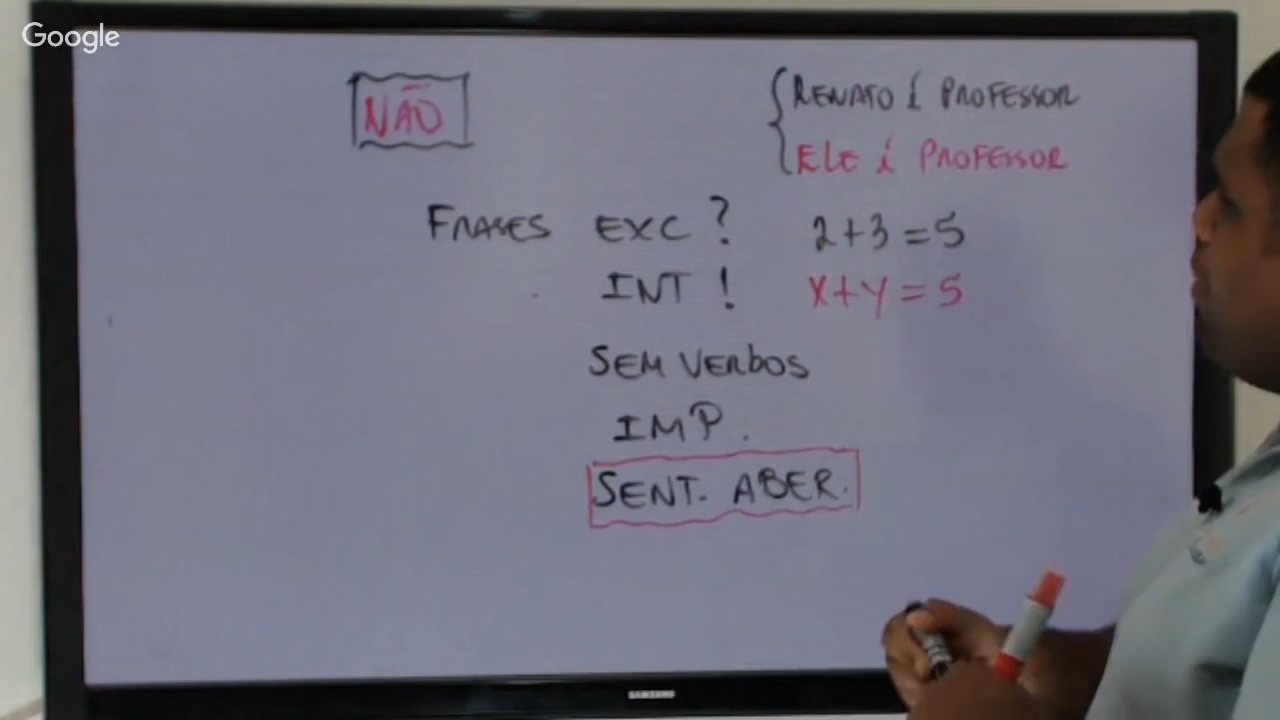 Google
NÃO
RENATO É PROFESSOR
ELE É PROFESSOR
FRASES EXC ?
INT !
SEM VERBOS
IMP.
SENT. ABER.
2+3=5
X+Y=5
SAMSUNG